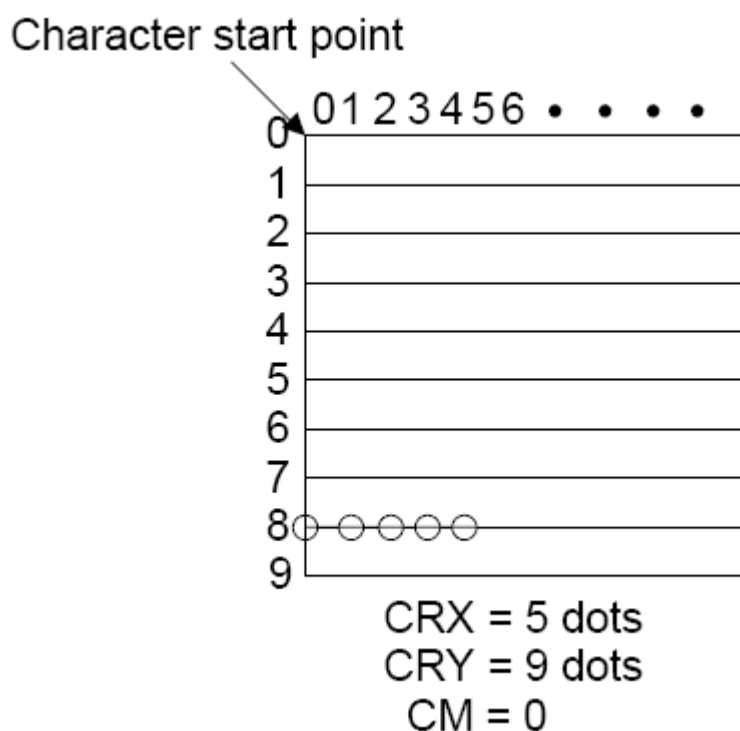 Character start point
0123456 • • • •
0
1
2
3
4
5
6
7
8
9
CRX = 5 dots
CRY = 9 dots
CM = 0